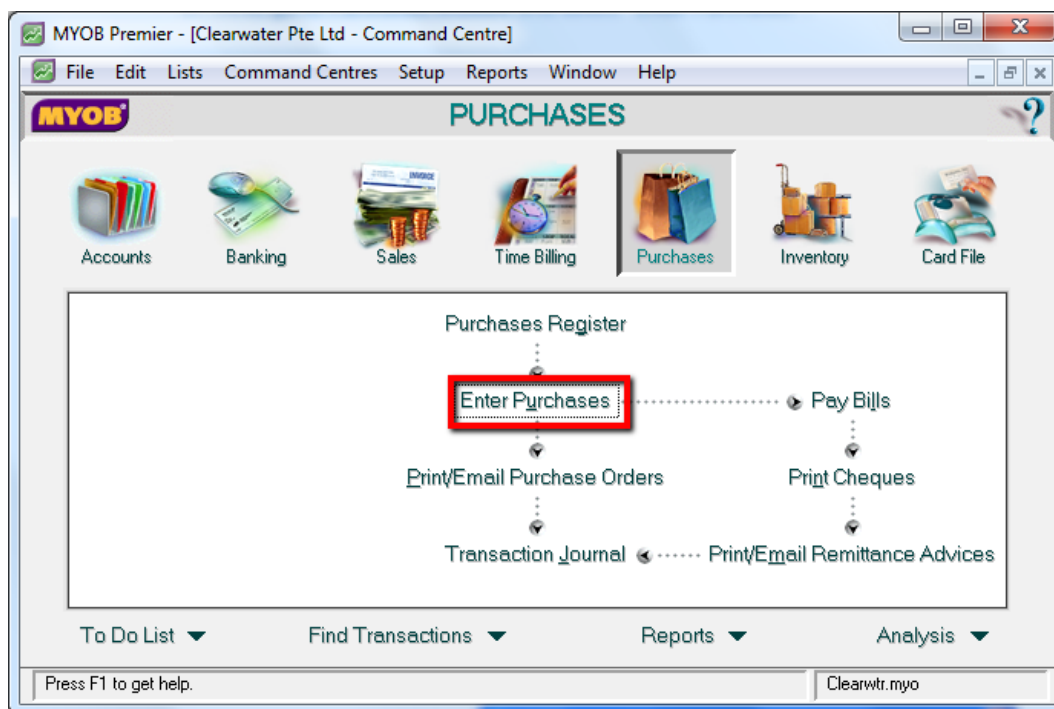 MYOB Premier - [Clearwater Pte Ltd - Command Centre]
File Edit Lists Command Centres Setup Reports Window Help
MYOB PURCHASES
INVOICE
Accounts Banking Sales Time Billing Purchases Inventory Card File
Purchases Register
Enter Purchases Pay Bills
Print/Email Purchase Orders Print Cheques
Transaction Journal Print/Email Remittance Advices
To Do List Find Transactions Reports Analysis
Press F1 to get help. Clearwtr.myo